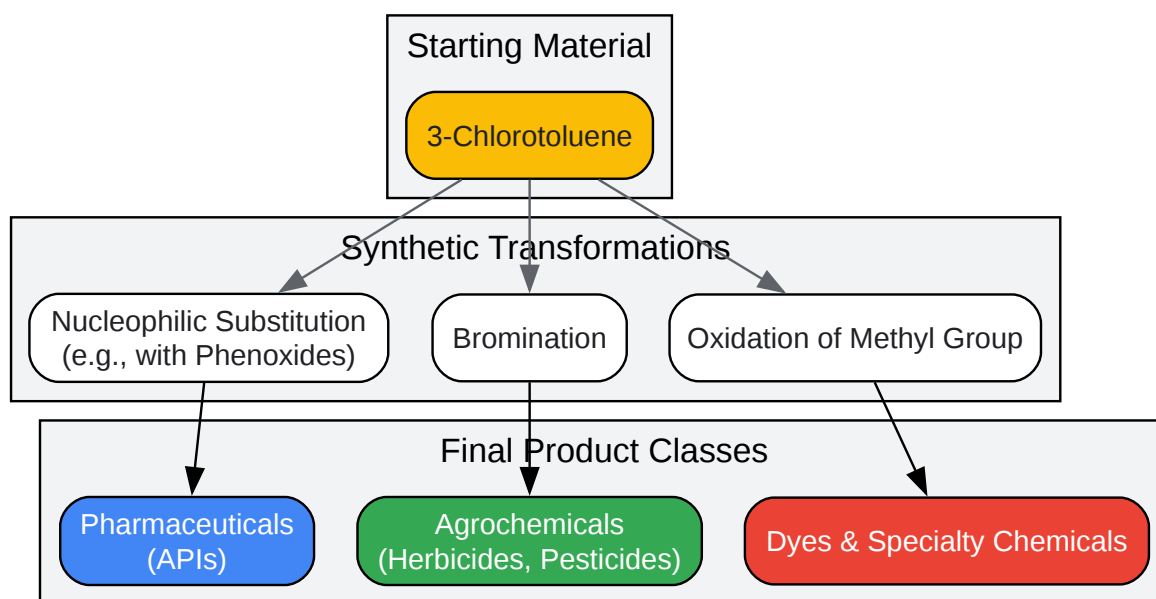 Starting Material
3-Chlorotoluene
Synthetic Transformations
Nucleophilic Substitution
(e.g., with Phenoxides)
Bromination
Oxidation of Methyl Group
Final Product Classes
Pharmaceuticals
(APIs)
Agrochemicals
(Herbicides, Pesticides)
Dyes & Specialty Chemicals